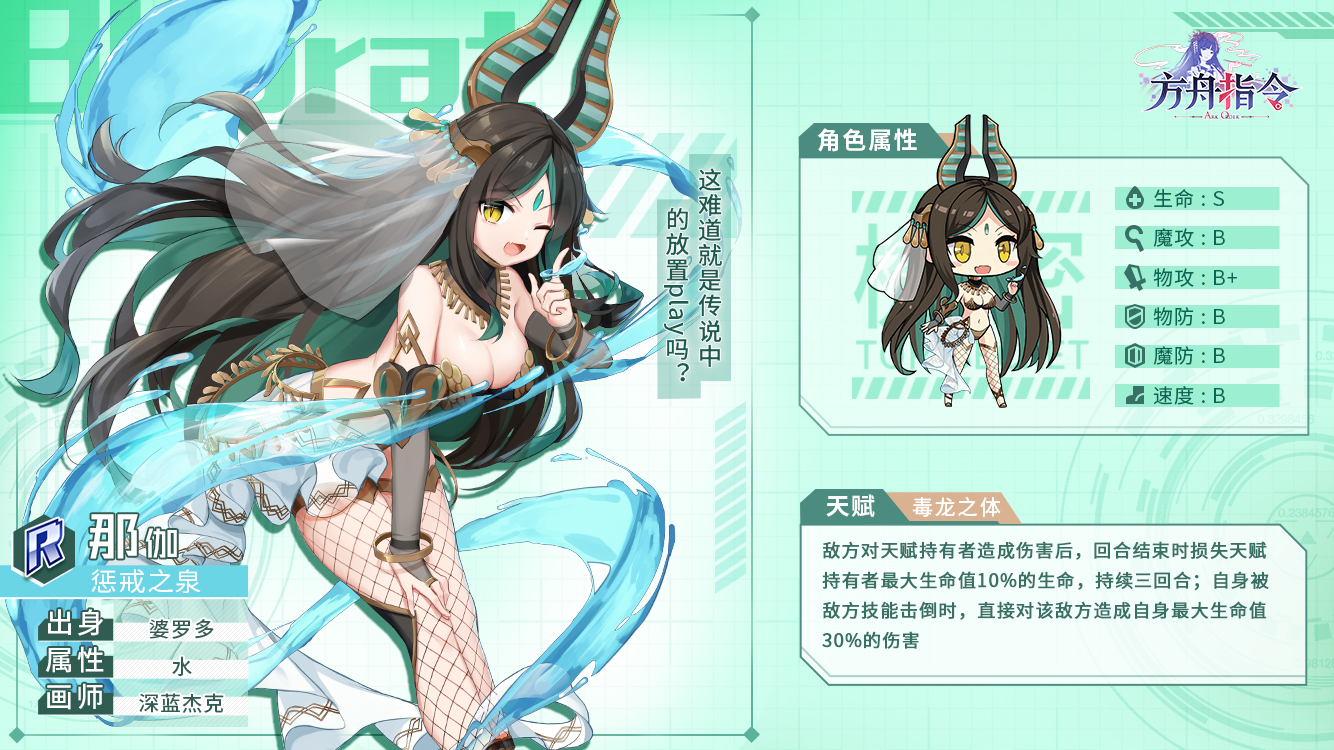 这难道就是传说中
的放置play吗？
那伽
惩戒之泉
出身
婆罗多
属性
水
画师
深蓝杰克
方舟指令
ARK ORDER
角色属性
生命：S
魔攻：B
物攻：B+
物防：B
魔防：B
速度：B
天赋
毒龙之体
敌方对天赋持有者造成伤害后，回合结束时损失天赋
持有者最大生命值10%的生命，持续三回合；自身被
敌方技能击倒时，直接对该敌方造成自身最大生命值
30%的伤害